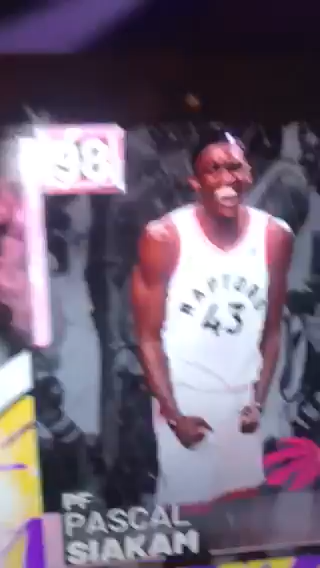 98
RAPTORS
43
PF
PASCAL
SIAKAM